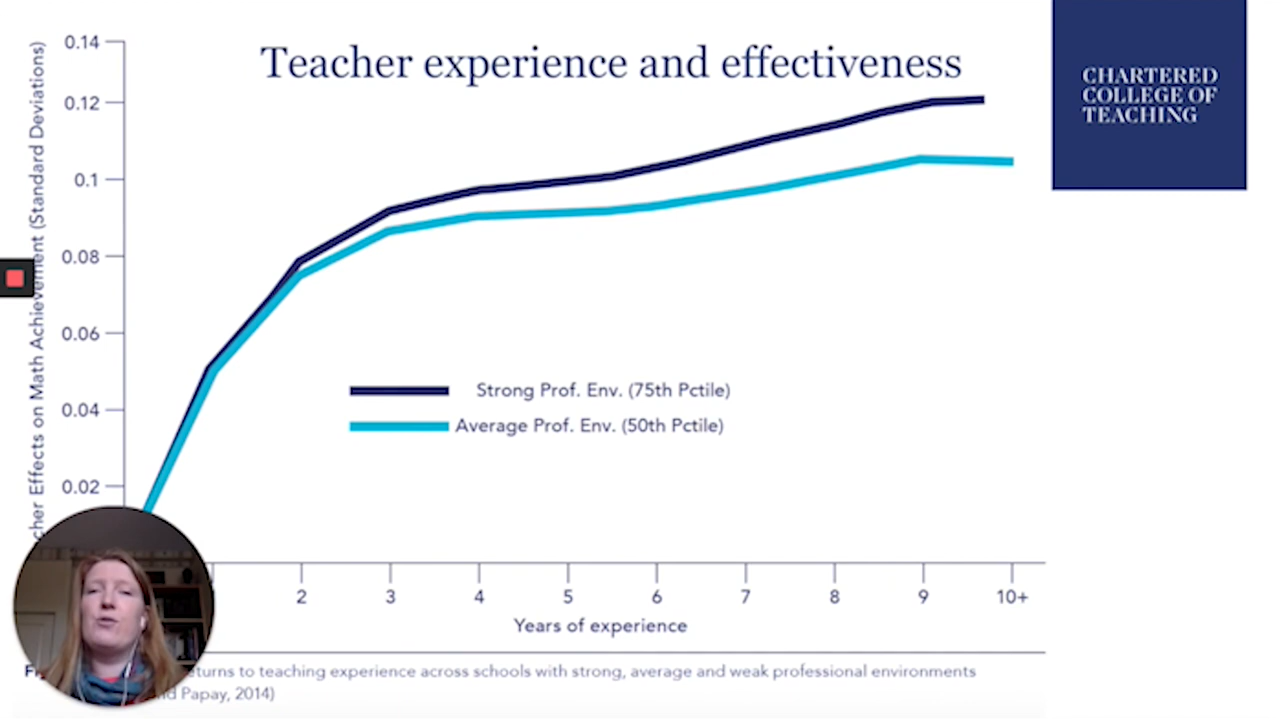 Teacher experience and effectiveness
CHARTERED
COLLEGE OF
TEACHING
Effects on Math Achievement (Standard Deviations)
0.14
0.12
0.1
0.08
0.06
0.04
0.02
Strong Prof. Env. (75th Pctile)
Average Prof. Env. (50th Pctile)
2 3 4 5 6 7 8 9 10+
Years of experience
to teaching experience across schools with strong, average and weak professional environments
Papay, 2014)